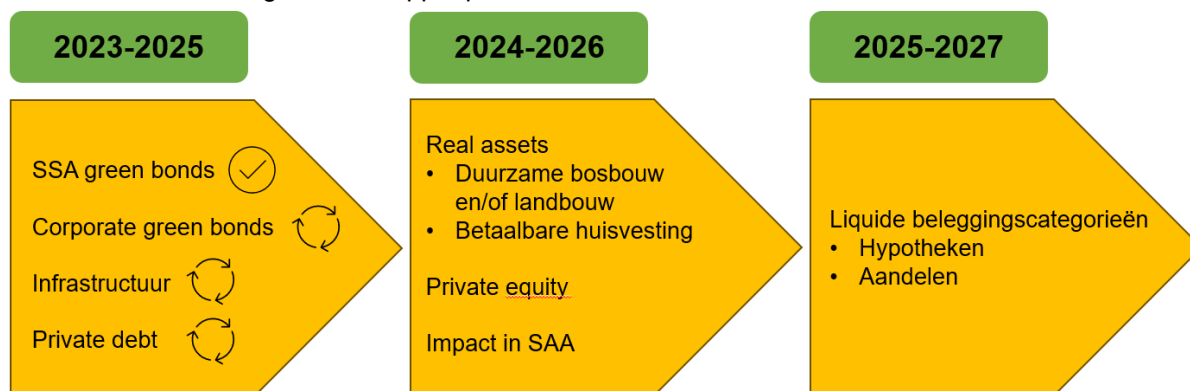 2023-2025
SSA green bonds
Corporate green bonds
Infrastructuur
Private debt
2024-2026
Real assets
• Duurzame bosbouw
en/of landbouw
• Betaalbare huisvesting
Private equity
Impact in SAA
2025-2027
Liquide beleggingscategorieën
• Hypotheken
• Aandelen